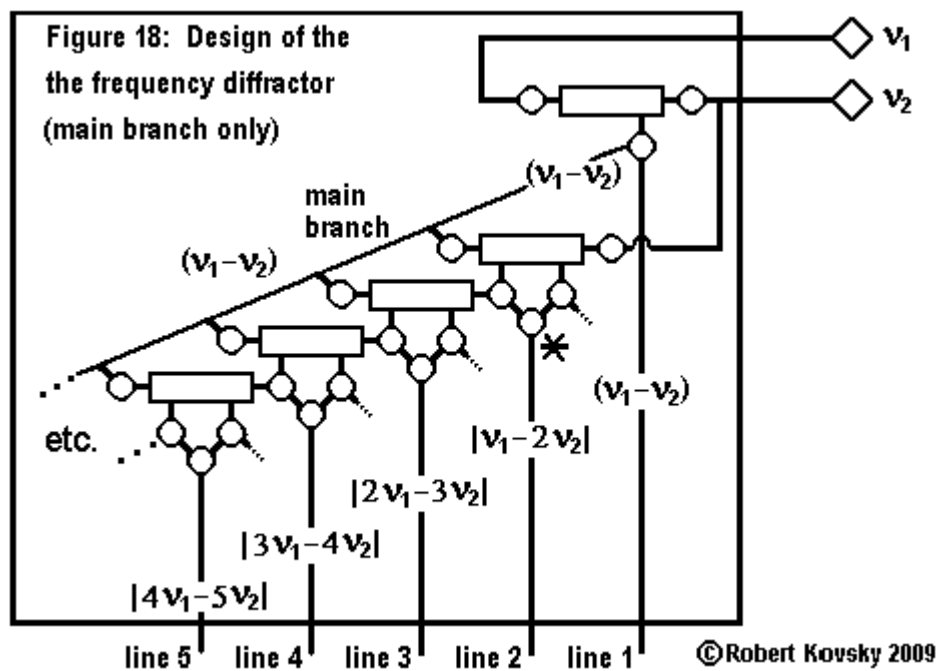 Figure 18: Design of the
the frequency diffractor
(main branch only)
ν₁
ν₂
(ν₁−ν₂)
main
branch
(ν₁−ν₂)
(ν₁−ν₂)
|ν₁−2ν₂|
|2ν₁−3ν₂|
|3ν₁−4ν₂|
|4ν₁−5ν₂|
etc.
line 5 line 4 line 3 line 2 line 1
©Robert Kovsky 2009